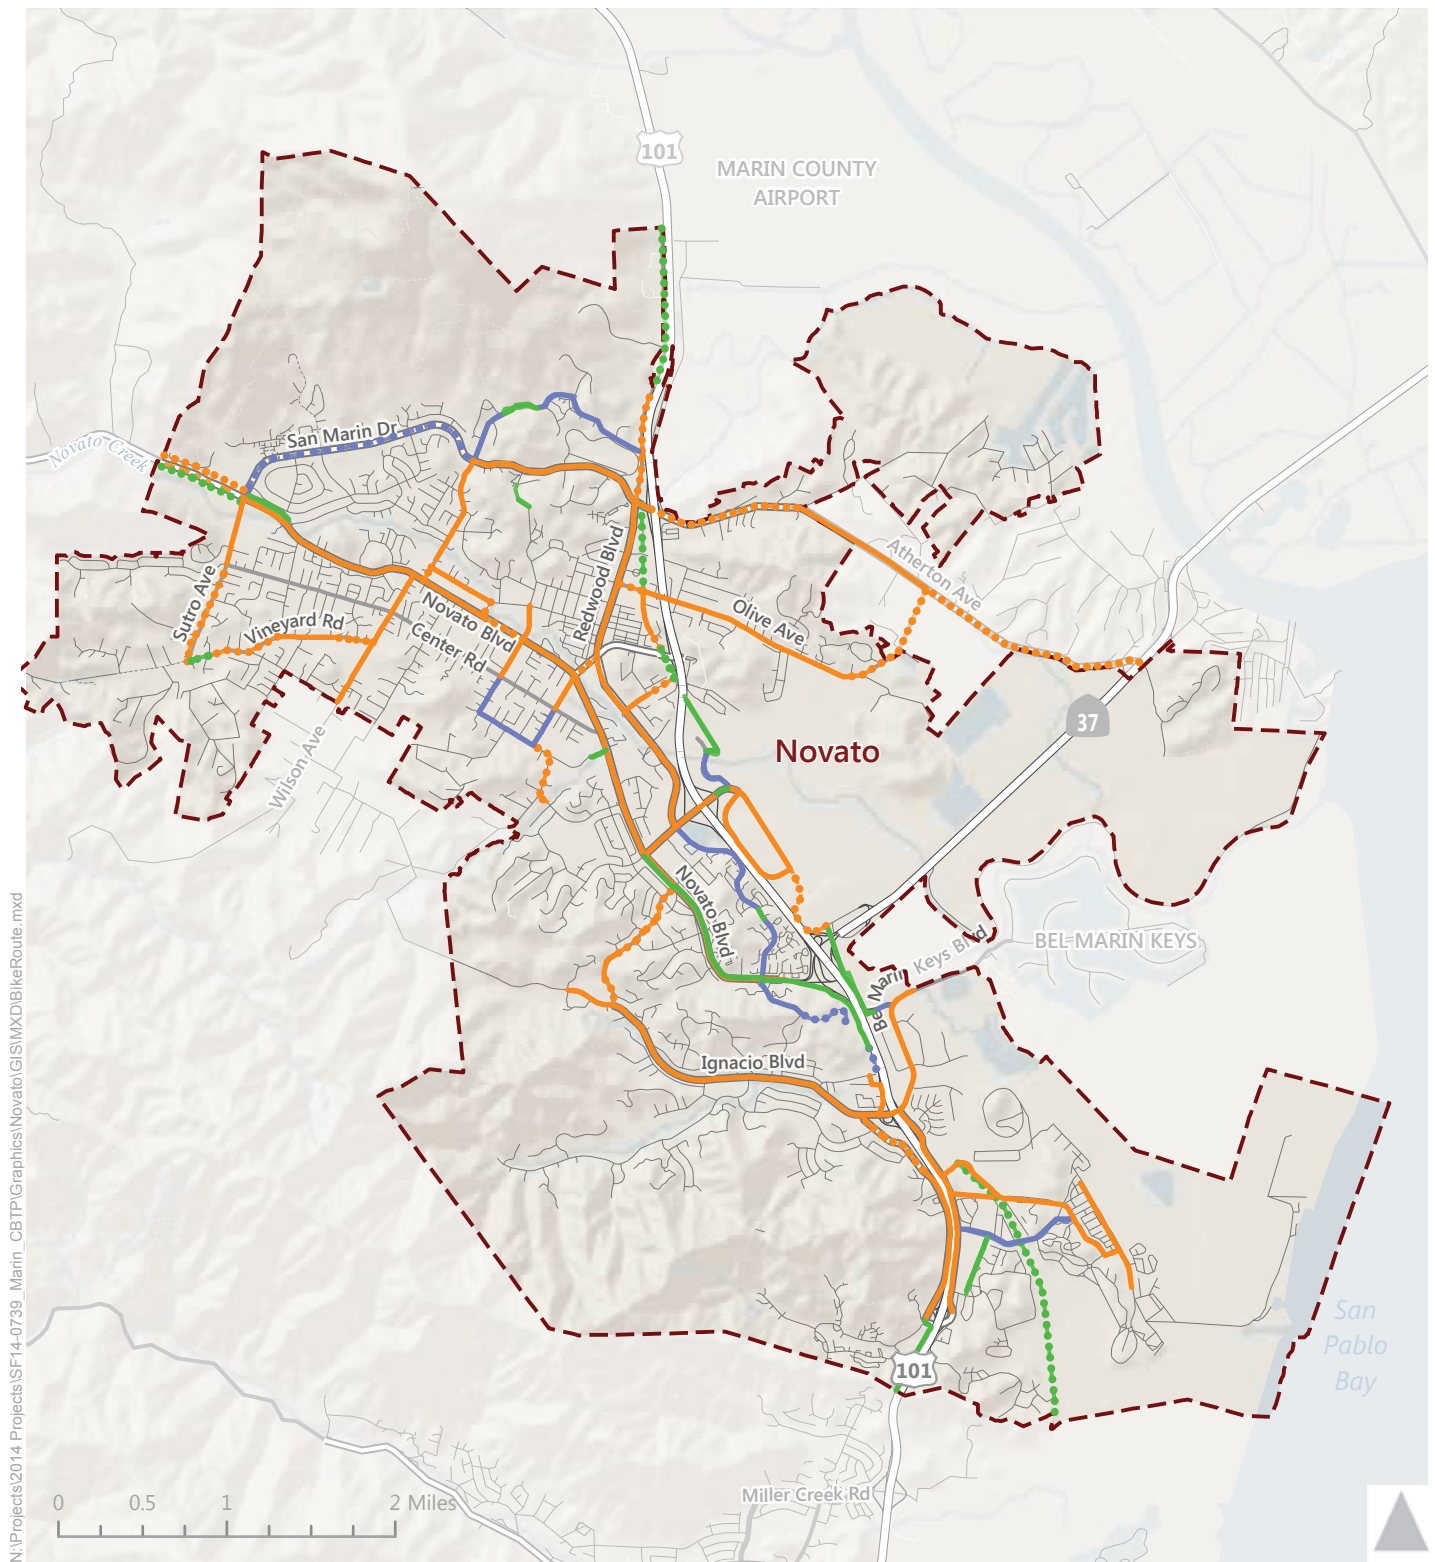 101
MARIN COUNTY
AIRPORT
San Marin Dr
Novato Creek
Atherton Ave
Redwood Blvd
Sutro Ave
Vineyard Rd
Novato Blvd
Center Rd
Olive Ave
Wilson Ave
37
Novato
Novato Blvd
BEL MARIN KEYS
Bel Marin Keys Blvd
Ignacio Blvd
San
Pablo
Bay
101
Miller Creek Rd
0 0.5 1 2 Miles
N:\Projects\2014 Projects\SF14-0739_Marin_CBTP\Graphics\Novato\GIS\MXD\BikeRoute.mxd